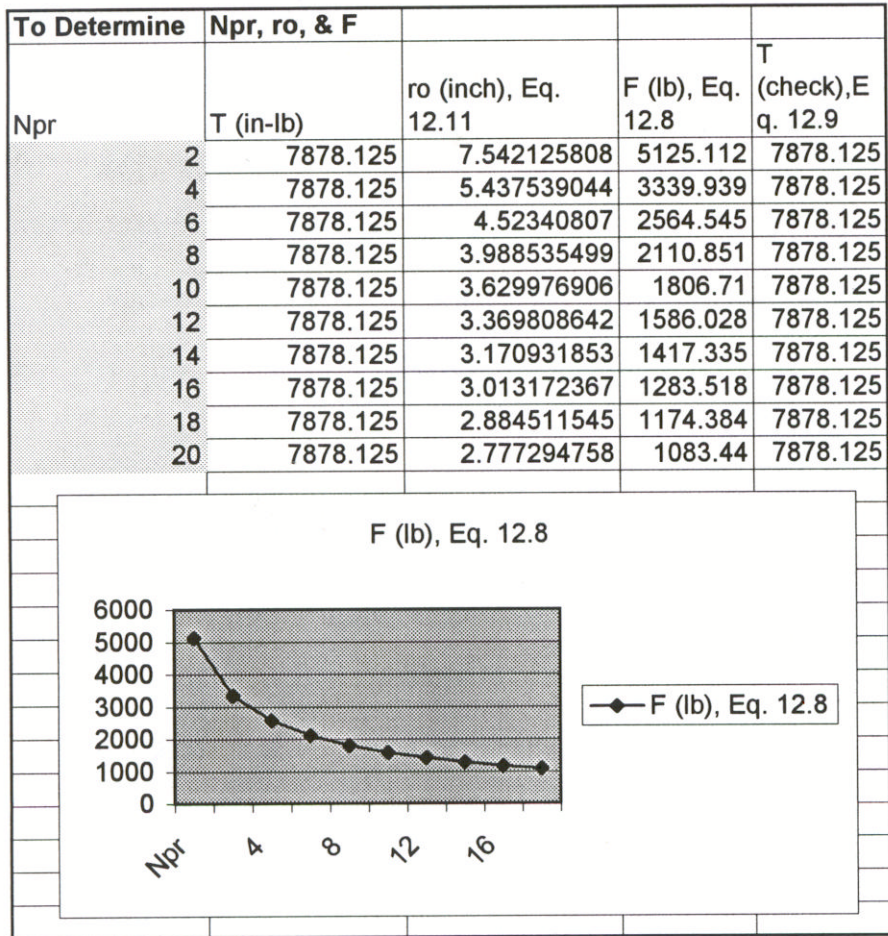 To Determine Npr, ro, & F
Npr T (in-lb) ro (inch), Eq. 12.11 F (lb), Eq. 12.8 T (check),E q. 12.9
2 7878.125 7.542125808 5125.112 7878.125
4 7878.125 5.437539044 3339.939 7878.125
6 7878.125 4.52340807 2564.545 7878.125
8 7878.125 3.988535499 2110.851 7878.125
10 7878.125 3.629976906 1806.71 7878.125
12 7878.125 3.369808642 1586.028 7878.125
14 7878.125 3.170931853 1417.335 7878.125
16 7878.125 3.013172367 1283.518 7878.125
18 7878.125 2.884511545 1174.384 7878.125
20 7878.125 2.777294758 1083.44 7878.125
F (lb), Eq. 12.8
6000
5000
4000
3000
2000
1000
0
Npr 4 8 12 16
F (lb), Eq. 12.8